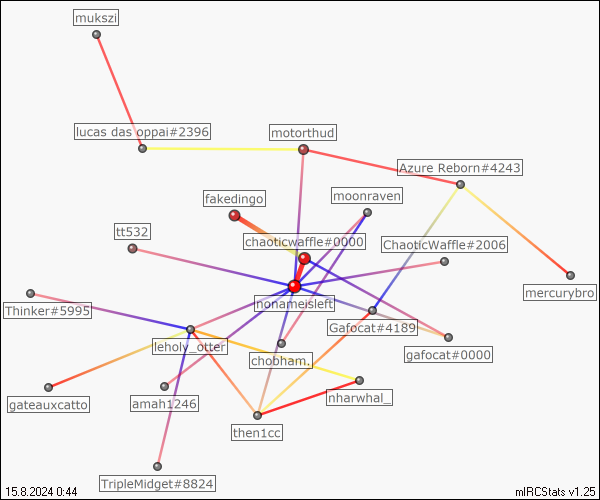 mukszi
lucas das oppai#2396
motorthud
Azure Reborn#4243
fakedingo
moonraven
tt532
chaoticwaffle#0000
ChaoticWaffle#2006
Thinker#5995
nonameisleft
mercurybro
Gafocat#4189
leholy_otter
chobham.
gafocat#0000
gateauxcatto
amah1246
nharwhal_
then1cc
TripleMidget#8824
15.8.2024 0:44
mIRCStats v1.25